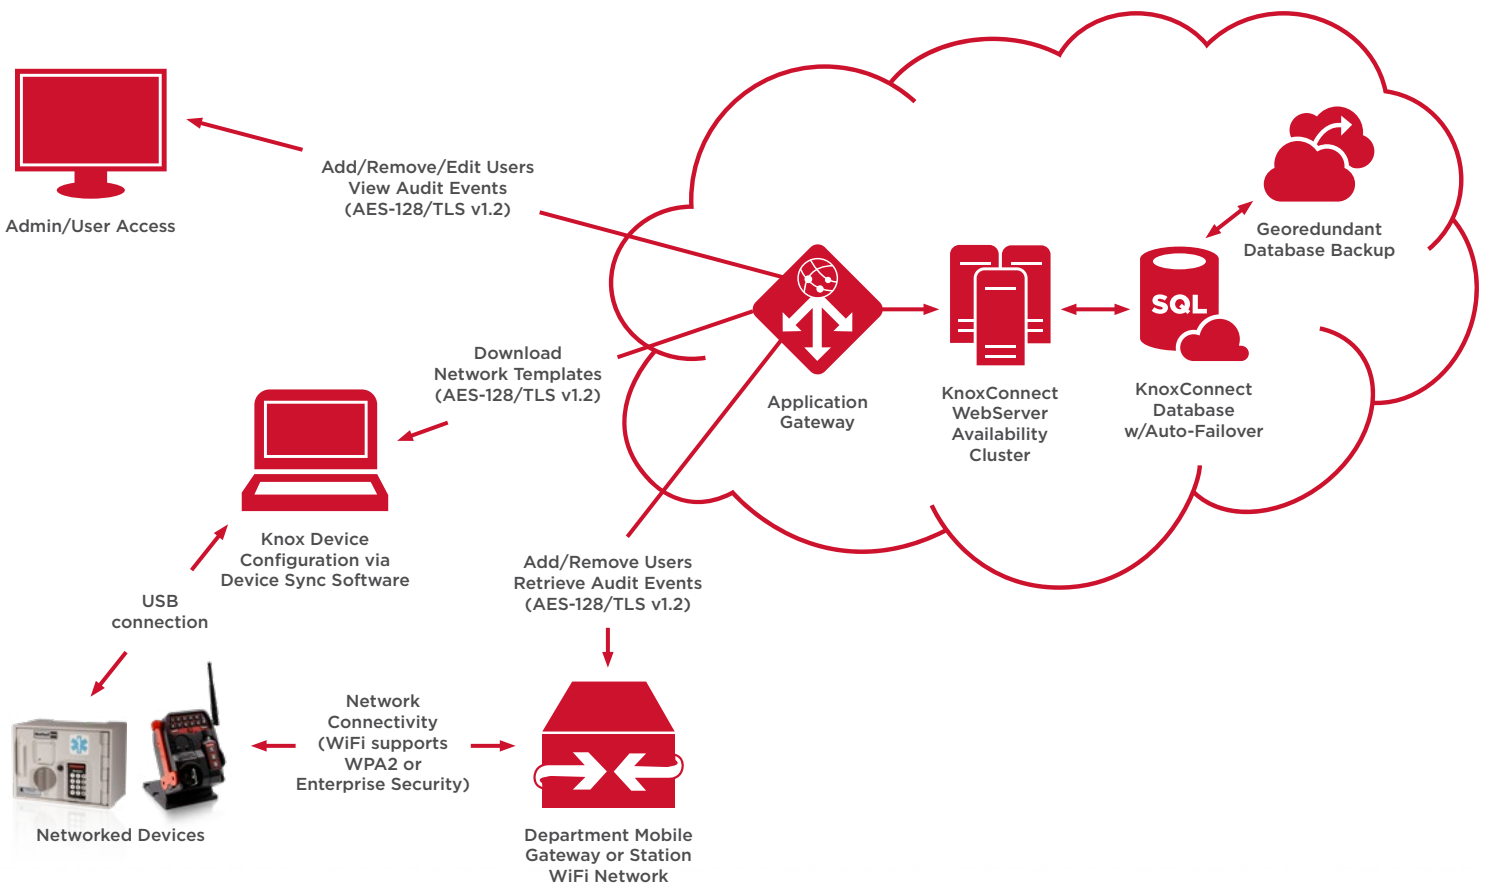 Add/Remove/Edit Users
View Audit Events
(AES-128/TLS v1.2)
Admin/User Access
Georedundant
Database Backup
SQL
Download
Network Templates
(AES-128/TLS v1.2)
Application
Gateway
KnoxConnect
WebServer
Availability
Cluster
KnoxConnect
Database
w/Auto-Failover
Knox Device
Configuration via
Device Sync Software
Add/Remove Users
Retrieve Audit Events
(AES-128/TLS v1.2)
USB
connection
Network
Connectivity
(WiFi supports
WPA2 or
Enterprise Security)
Networked Devices
Department Mobile
Gateway or Station
WiFi Network